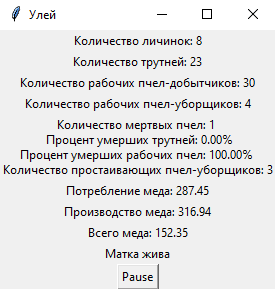 Улей
Количество личинок: 8
Количество трутней: 23
Количество рабочих пчел-добытчиков: 30
Количество рабочих пчел-уборщиков: 4
Количество мертвых пчел: 1
Процент умерших трутней: 0.00%
Процент умерших рабочих пчел: 100.00%
Количество простаивающих пчел-уборщиков: 3
Потребление меда: 287.45
Производство меда: 316.94
Всего меда: 152.35
Матка жива
Pause